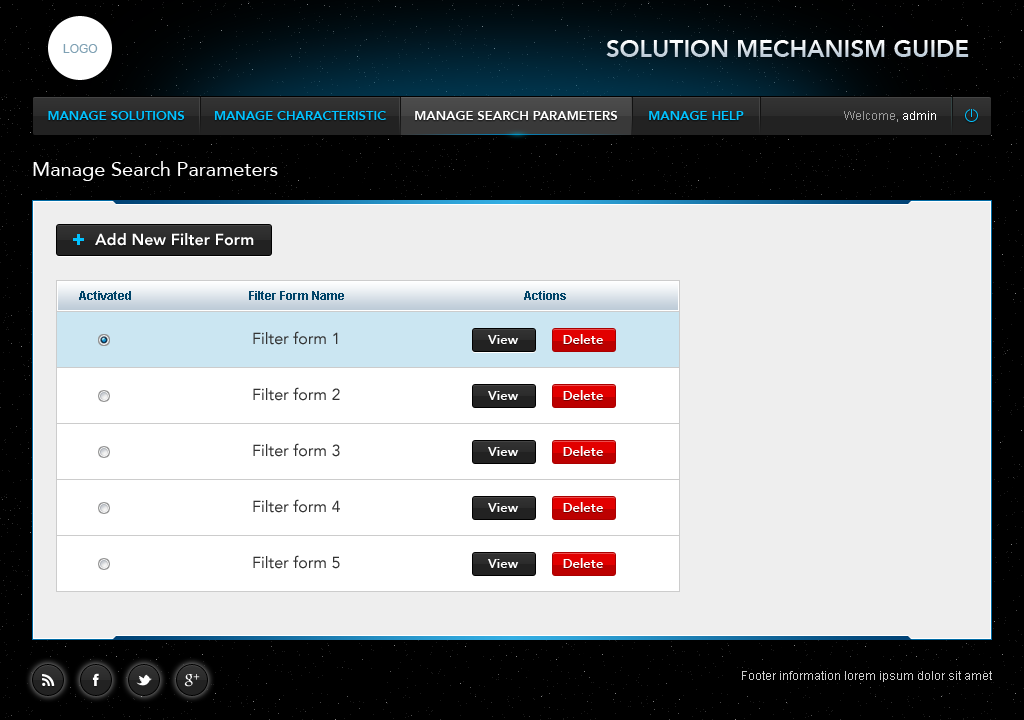 LOGO
SOLUTION MECHANISM GUIDE
MANAGE SOLUTIONS MANAGE CHARACTERISTIC MANAGE SEARCH PARAMETERS MANAGE HELP Welcome, admin
Manage Search Parameters
+ Add New Filter Form
Activated Filter Form Name Actions
Filter form 1 View Delete
Filter form 2 View Delete
Filter form 3 View Delete
Filter form 4 View Delete
Filter form 5 View Delete
f g+ Footer information lorem ipsum dolor sit amet